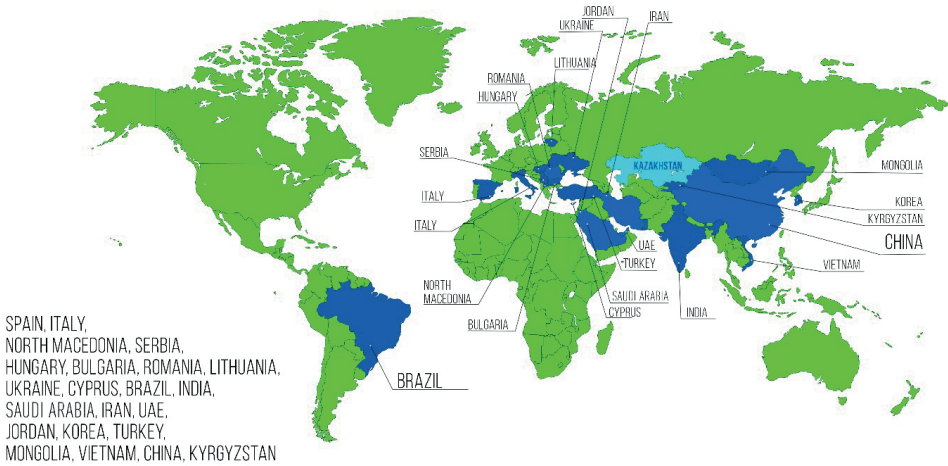 JORDAN
IRAN
UKRAINE
LITHUANIA
ROMANIA
HUNGARY
SERBIA
KAZAKHSTAN
MONGOLIA
ITALY
KOREA
KYRGYZSTAN
ITALY
CHINA
UAE
TURKEY
VIETNAM
NORTH
MACEDONIA
SAUDI ARABIA
CYPRUS
INDIA
BULGARIA
BRAZIL
SPAIN, ITALY,
NORTH MACEDONIA, SERBIA,
HUNGARY, BULGARIA, ROMANIA, LITHUANIA,
UKRAINE, CYPRUS, BRAZIL, INDIA,
SAUDI ARABIA, IRAN, UAE,
JORDAN, KOREA, TURKEY,
MONGOLIA, VIETNAM, CHINA, KYRGYZSTAN